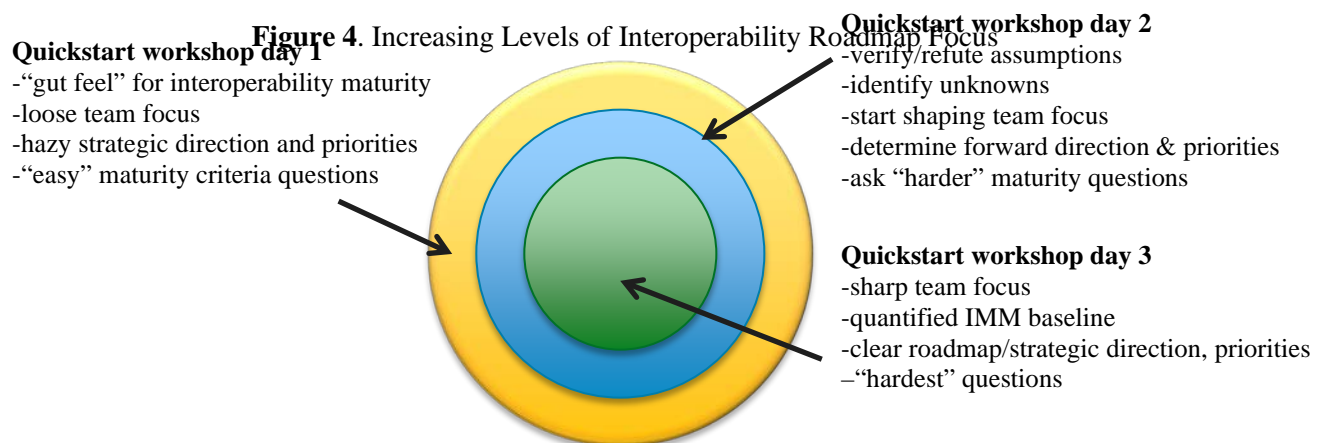 Figure 4. Increasing Levels of Interoperability Roadmap Focus
Quickstart workshop day 1
-“gut feel” for interoperability maturity
-loose team focus
-hazy strategic direction and priorities
-“easy” maturity criteria questions
Quickstart workshop day 2
-verify/refute assumptions
-identify unknowns
-start shaping team focus
-determine forward direction & priorities
-ask “harder” maturity questions
Quickstart workshop day 3
-sharp team focus
-quantified IMM baseline
-clear roadmap/strategic direction, priorities
–“hardest” questions